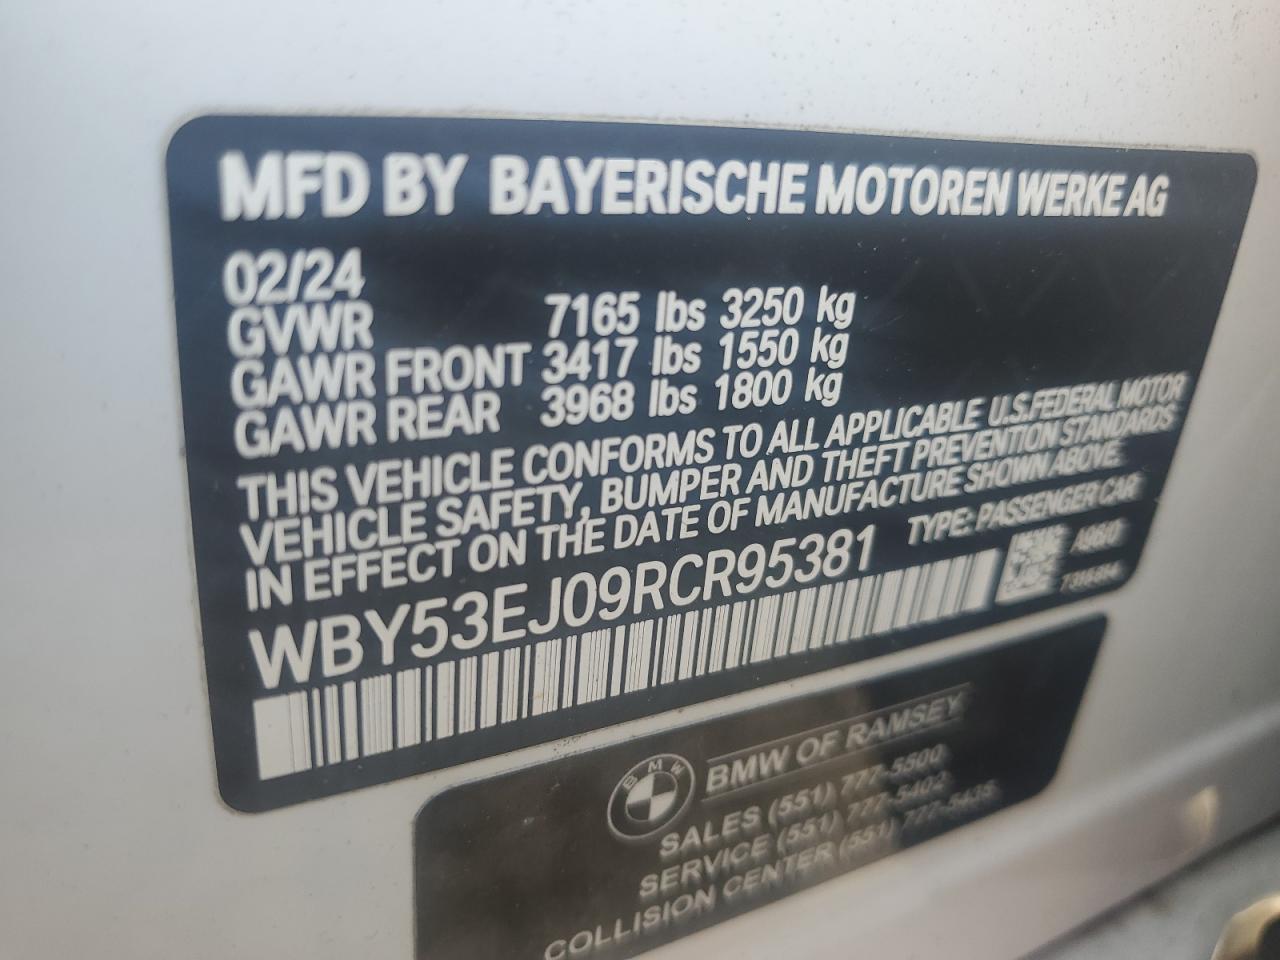 MFD BY BAYERISCHE MOTOREN WERKE AG
02/24
GVWR 7165 lbs 3250 kg
GAWR FRONT 3417 lbs 1550 kg
GAWR REAR 3968 lbs 1800 kg
THIS VEHICLE CONFORMS TO ALL APPLICABLE U.S.FEDERAL MOTOR
VEHICLE SAFETY, BUMPER AND THEFT PREVENTION STANDARDS
IN EFFECT ON THE DATE OF MANUFACTURE SHOWN ABOVE.
WBY53EJ09RCR95381 TYPE: PASSENGER CAR
BMW
BMW OF RAMSEY
SALES (551) 777-5500
SERVICE (551) 777-5402
COLLISION CENTER (551) 777-5435